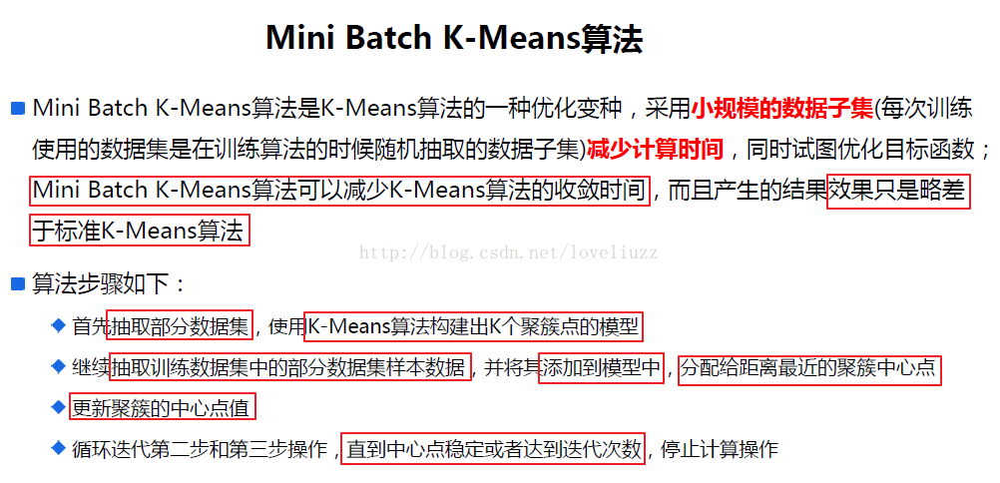 Mini Batch K-Means算法
Mini Batch K-Means算法是K-Means算法的一种优化变种，采用小规模的数据子集(每次训练
使用的数据集是在训练算法的时候随机抽取的数据子集)减少计算时间，同时试图优化目标函数；
Mini Batch K-Means算法可以减少K-Means算法的收敛时间，而且产生的结果效果只是略差
于标准K-Means算法
http://blog.csdn.net/loveliuzz
算法步骤如下：
首先抽取部分数据集，使用K-Means算法构建出K个聚簇点的模型
继续抽取训练数据集中的部分数据集样本数据，并将其添加到模型中，分配给距离最近的聚簇中心点
更新聚簇的中心点值
循环迭代第二步和第三步操作，直到中心点稳定或者达到迭代次数，停止计算操作